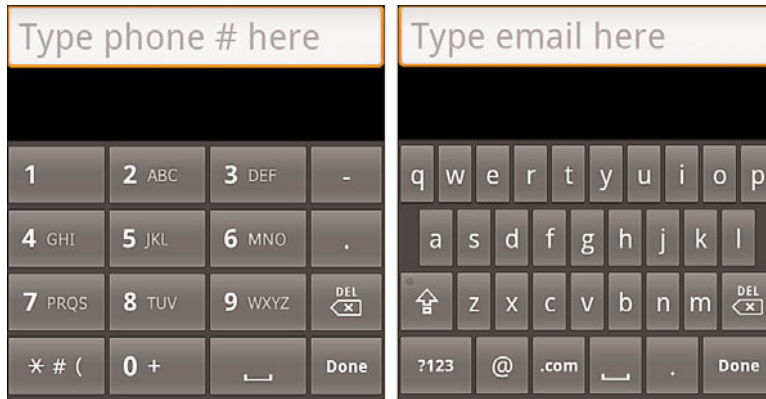 Type phone # here
1 2 ABC 3 DEF -
4 GHI 5 JKL 6 MNO .
7 PRQS 8 TUV 9 WXYZ DEL
* # ( 0 + Done
Type email here
q w e r t y u i o p
a s d f g h j k l
z x c v b n m DEL
?123 @ .com . Done